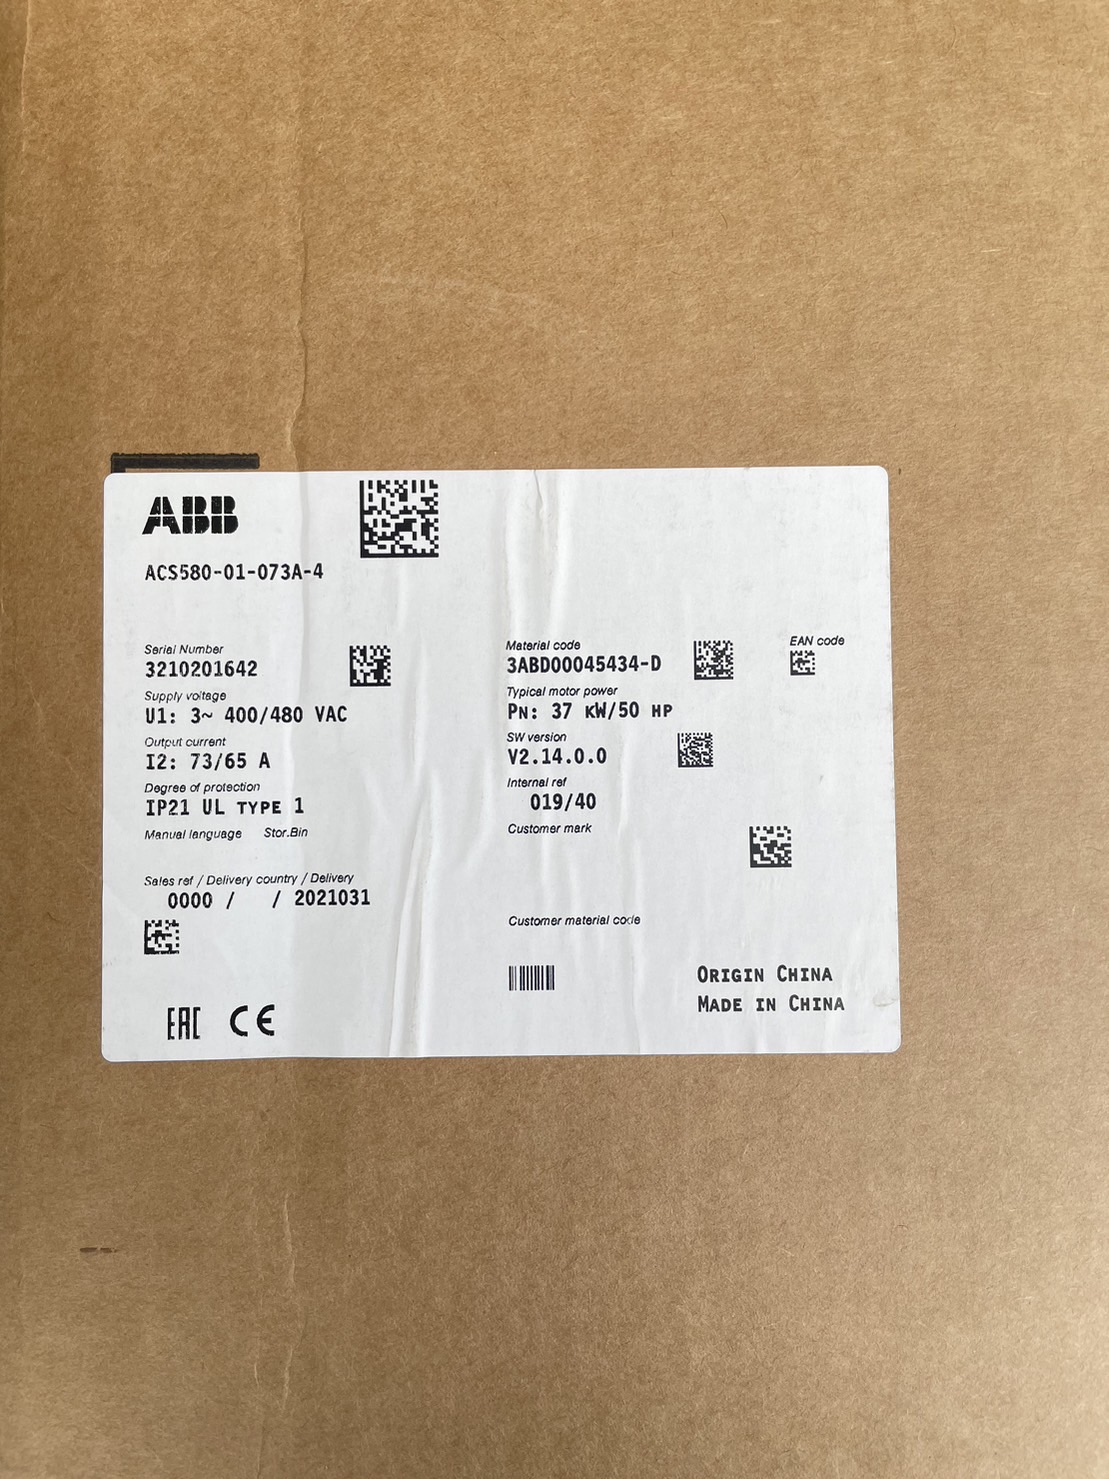 ABB
ACS580-01-073A-4
Serial Number
3210201642
Supply voltage
U1: 3~ 400/480 VAC
Output current
I2: 73/65 A
Degree of protection
IP21 UL TYPE 1
Manual language Stor.Bin
Sales ref / Delivery country / Delivery
0000 / / 2021031
EAC CE
Material code
3ABD00045434-D
EAN code
Typical motor power
PN: 37 KW/50 HP
SW version
V2.14.0.0
Internal ref
019/40
Customer mark
Customer material code
ORIGIN CHINA
MADE IN CHINA